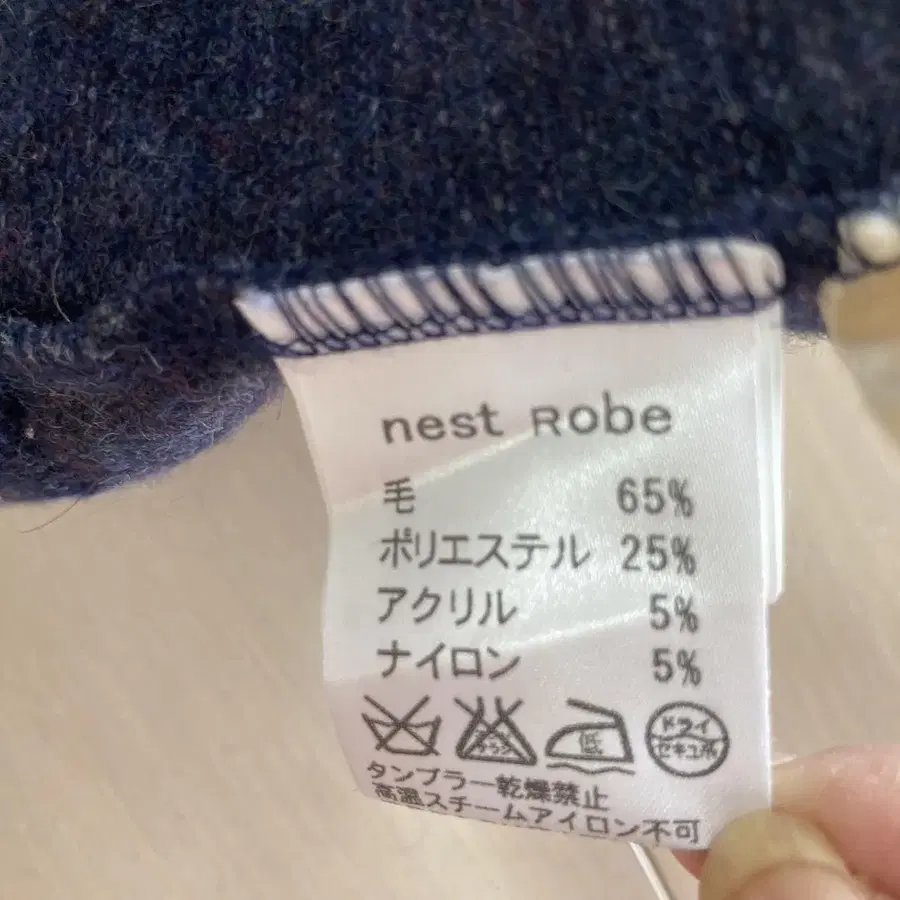 nest Robe
毛 65%
ポリエステル 25%
アクリル 5%
ナイロン 5%
低 ドライ
セキユ系
タンブラー乾燥禁止
高温スチームアイロン不可